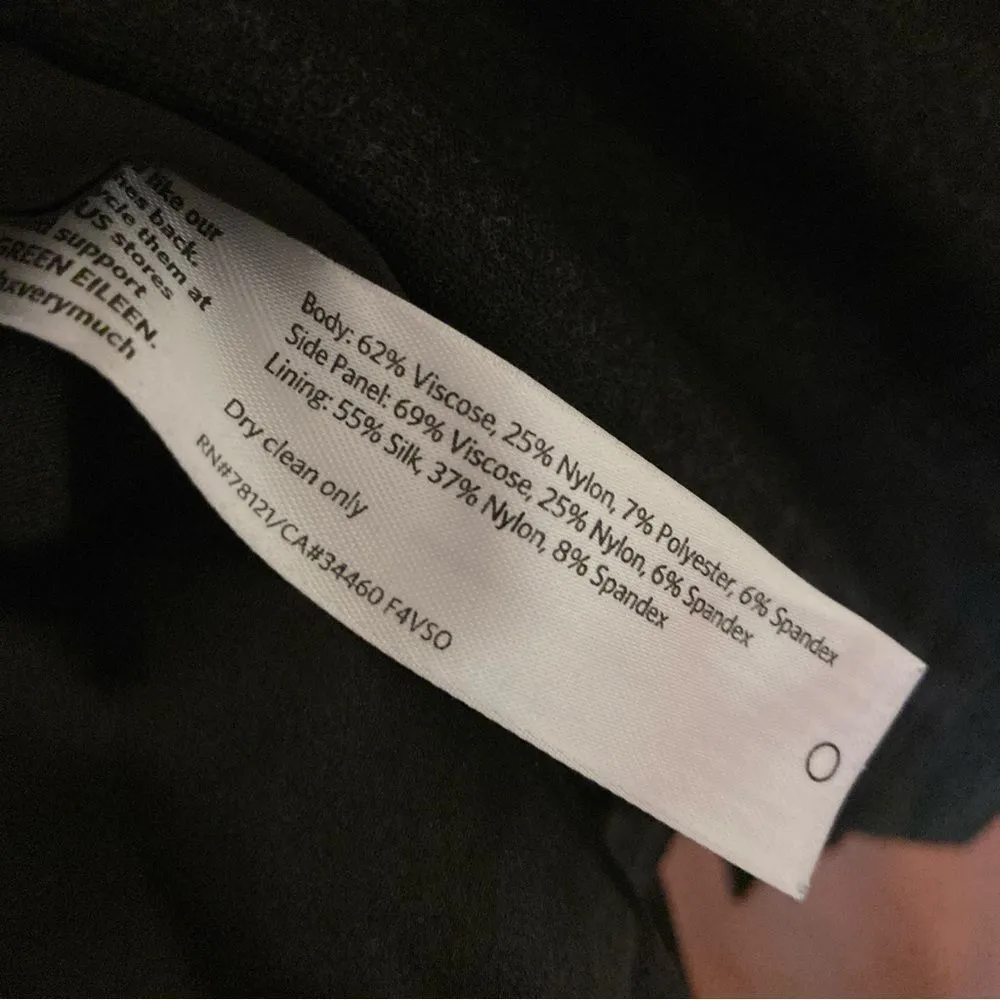 like our
back.
them at
US stores
support
GREEN EILEEN.
verymuch
Body: 62% Viscose, 25% Nylon, 7% Polyester, 6% Spandex
Side Panel: 69% Viscose, 25% Nylon, 6% Spandex
Lining: 55% Silk, 37% Nylon, 8% Spandex
Dry clean only
RN#78121/CA#34460 F4VSO
O